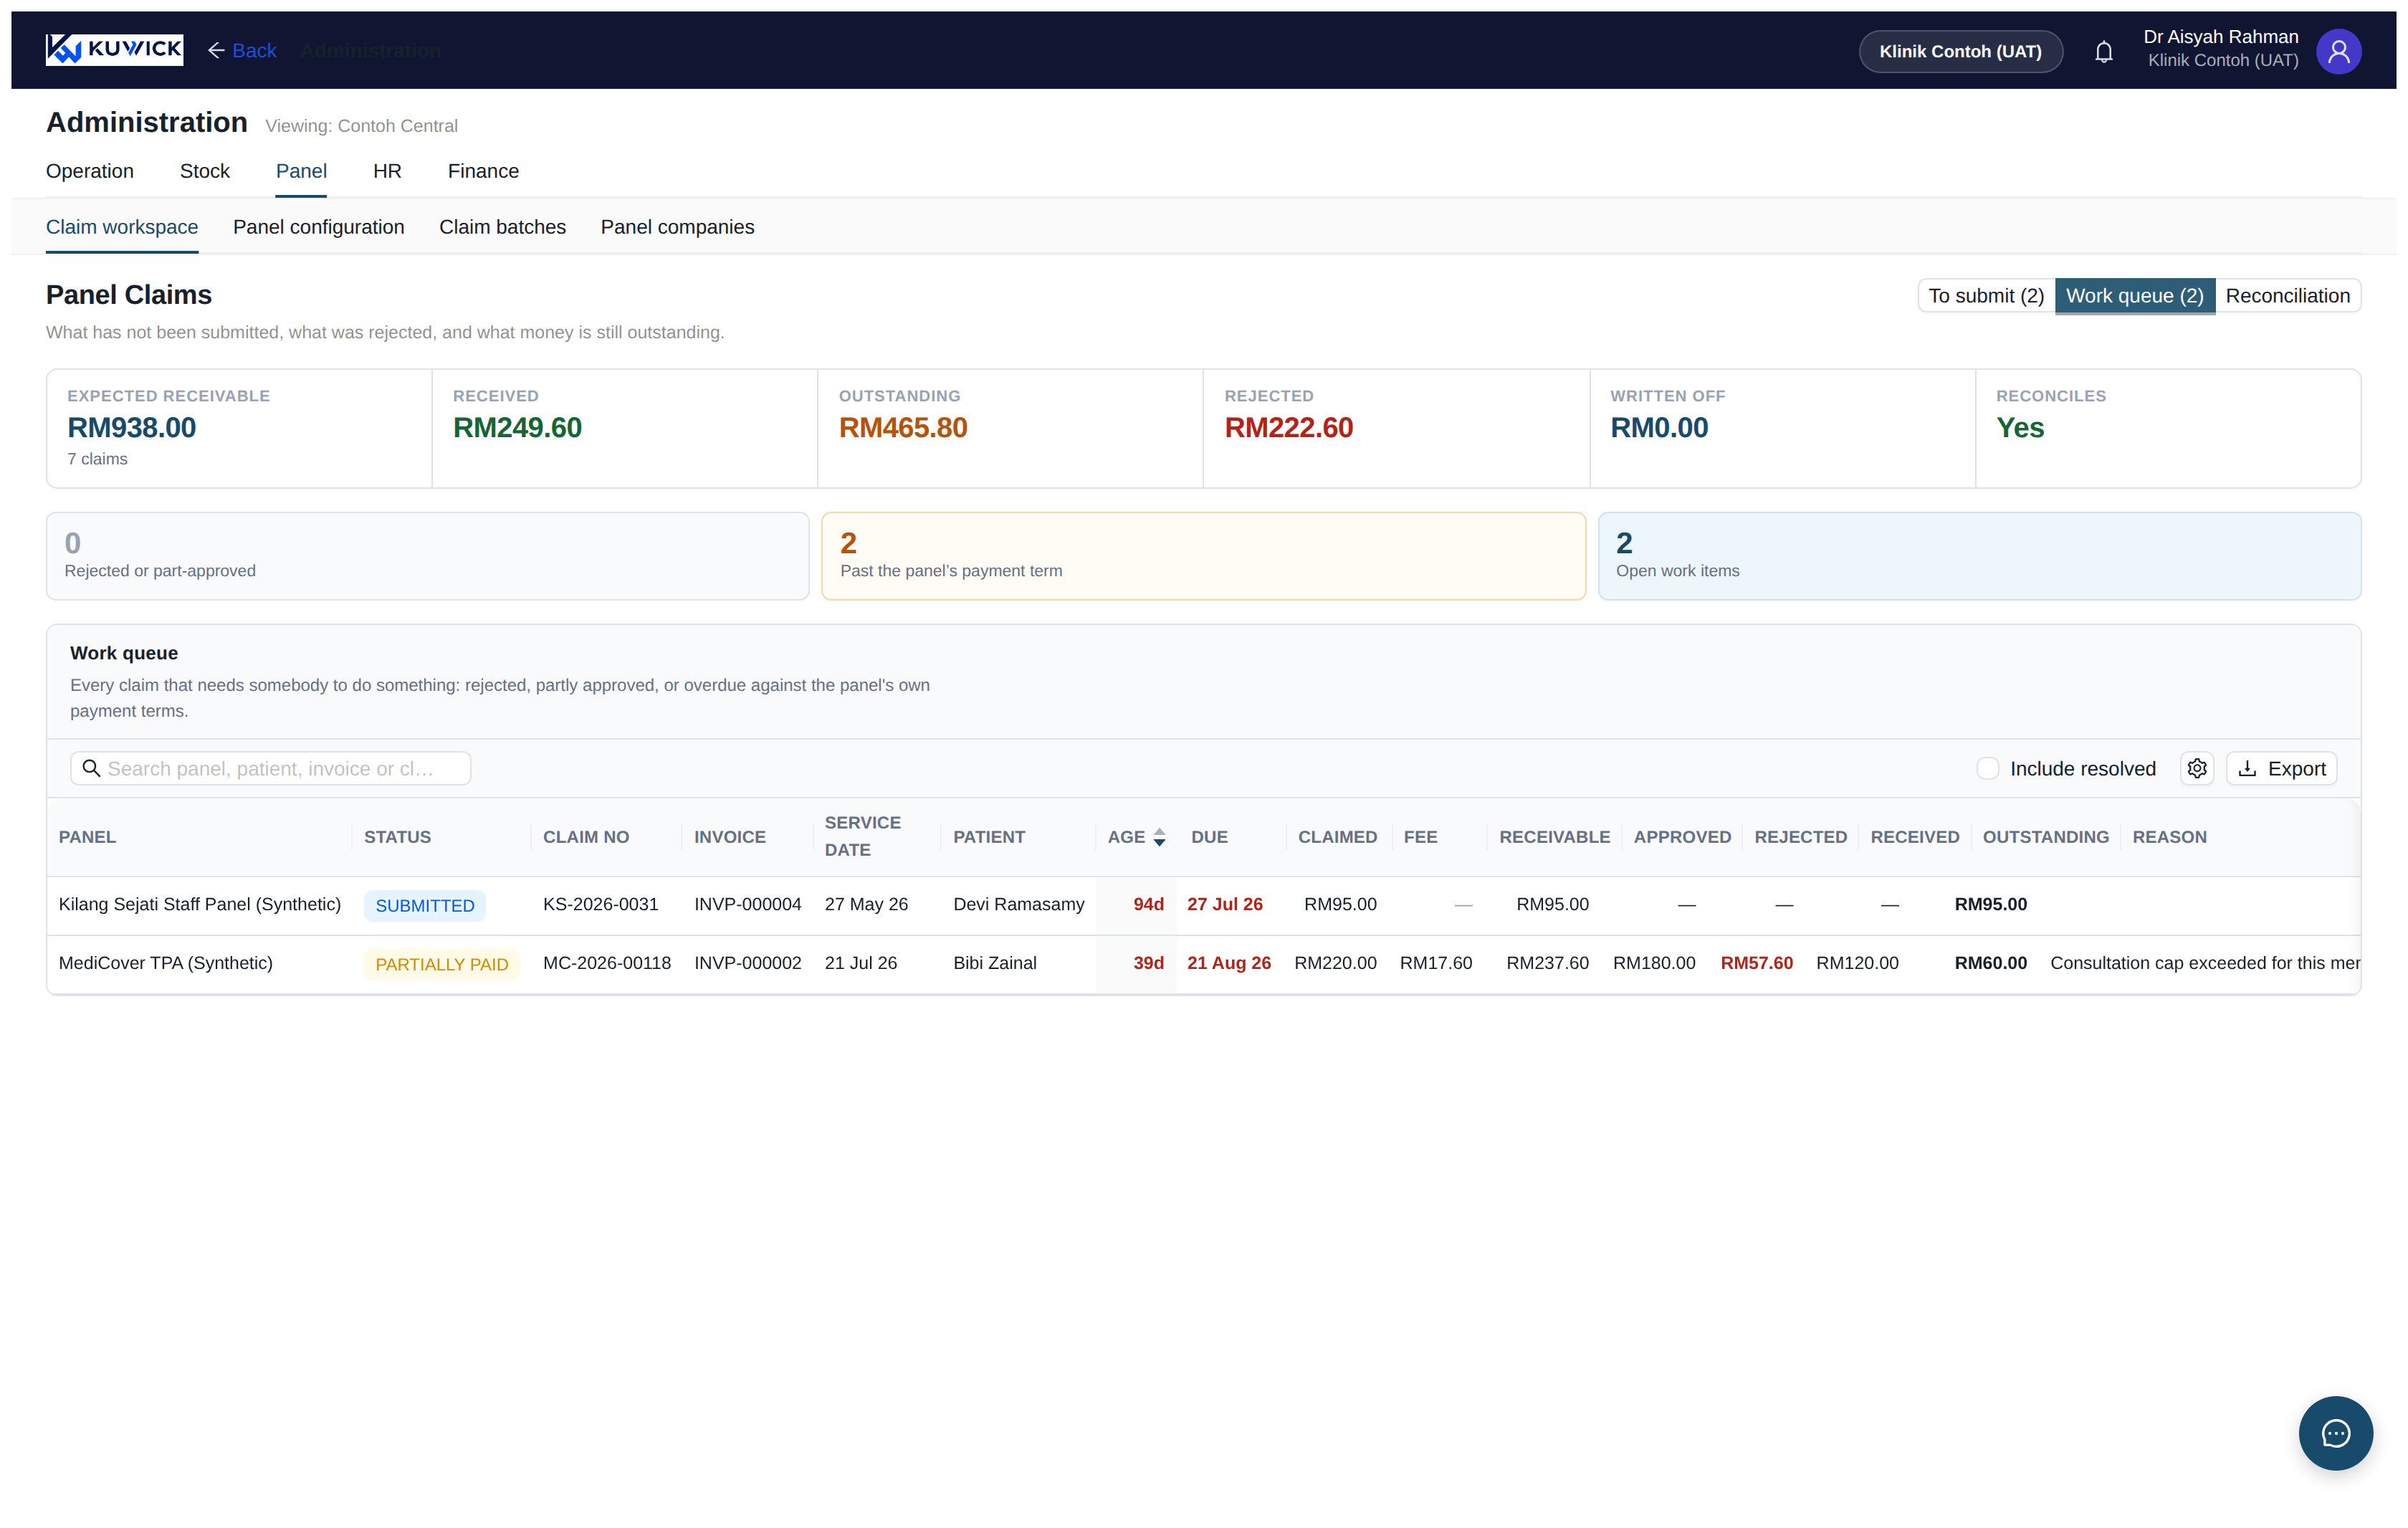 KUWICK
Back Administration
Klinik Contoh (UAT)
Dr Aisyah Rahman
Klinik Contoh (UAT)
Administration Viewing: Contoh Central
Operation Stock Panel HR Finance
Claim workspace Panel configuration Claim batches Panel companies
Panel Claims
To submit (2) Work queue (2) Reconciliation
What has not been submitted, what was rejected, and what money is still outstanding.
EXPECTED RECEIVABLE RECEIVED OUTSTANDING REJECTED WRITTEN OFF RECONCILES
RM938.00 RM249.60 RM465.80 RM222.60 RM0.00 Yes
7 claims
0 2 2
Rejected or part-approved Past the panel’s payment term Open work items
Work queue
Every claim that needs somebody to do something: rejected, partly approved, or overdue against the panel's own
payment terms.
Search panel, patient, invoice or cl… Include resolved Export
PANEL STATUS CLAIM NO INVOICE SERVICE DATE PATIENT AGE DUE CLAIMED FEE RECEIVABLE APPROVED REJECTED RECEIVED OUTSTANDING REASON
Kilang Sejati Staff Panel (Synthetic) SUBMITTED KS-2026-0031 INVP-000004 27 May 26 Devi Ramasamy 94d 27 Jul 26 RM95.00 — RM95.00 — — — RM95.00
MediCover TPA (Synthetic) PARTIALLY PAID MC-2026-00118 INVP-000002 21 Jul 26 Bibi Zainal 39d 21 Aug 26 RM220.00 RM17.60 RM237.60 RM180.00 RM57.60 RM120.00 RM60.00 Consultation cap exceeded for this mer